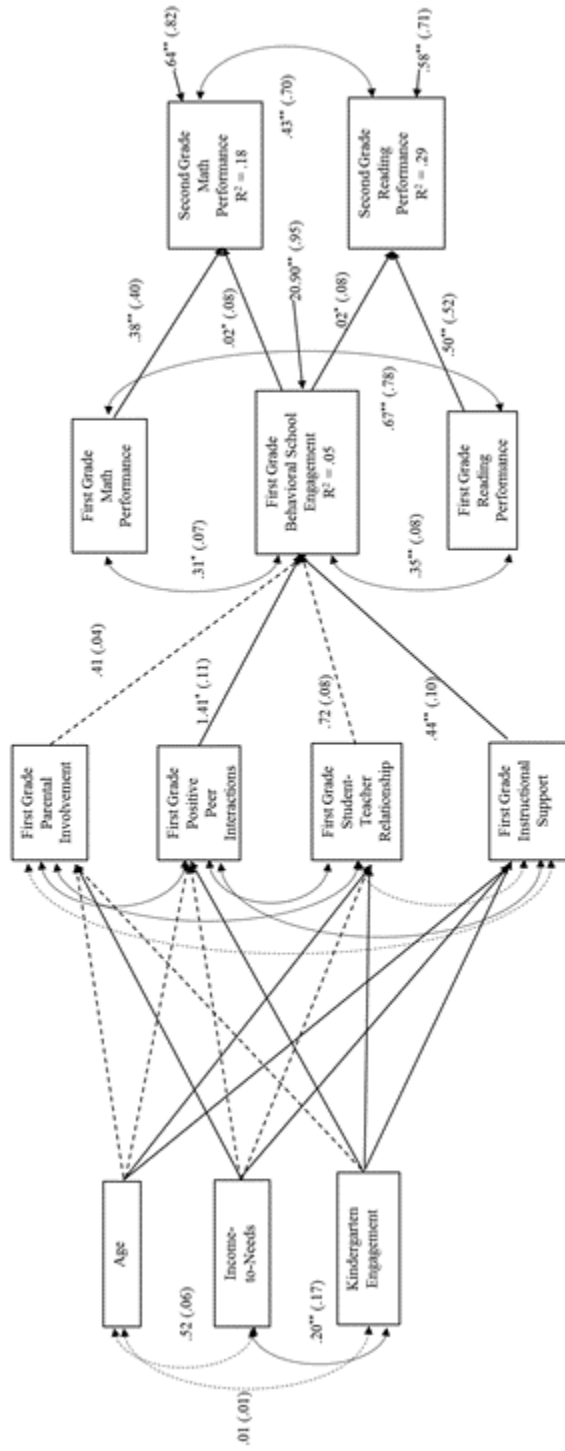 Age
Income-
to-Needs
Kindergarten
Engagement
.52 (.06)
.01 (.01)
.20** (.17)
First Grade
Parental
Involvement
First Grade
Positive
Peer
Interactions
First Grade
Student-
Teacher
Relationship
First Grade
Instructional
Support
.41 (.04)
1.41* (.11)
.72 (.08)
.44** (.10)
First Grade
Math
Performance
First Grade
Behavioral School
Engagement
R² = .05
First Grade
Reading
Performance
.31* (.07)
.35** (.08)
.67** (.78)
20.90** (.95)
.38** (.40)
.02* (.08)
.02* (.08)
.50** (.52)
Second Grade
Math
Performance
R² = .18
Second Grade
Reading
Performance
R² = .29
.64** (.82)
.43** (.70)
.58** (.71)